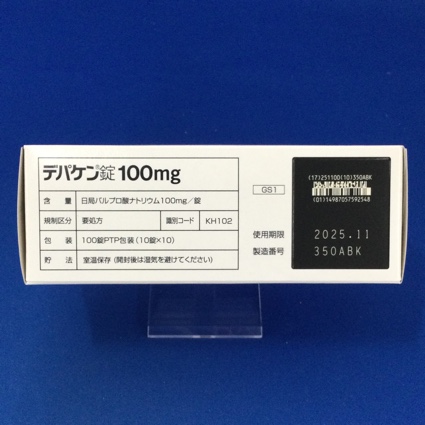 デパケン®錠100mg
含 量 日局バルプロ酸ナトリウム100mg/錠
規制区分 要処方 識別コード KH102
包 装 100錠PTP包装(10錠×10)
貯 法 室温保存(開封後は湿気を避けてください)
GS1
(17)251100(10)350ABK
(01)14987057592548
使用期限 2025.11
製造番号 350ABK